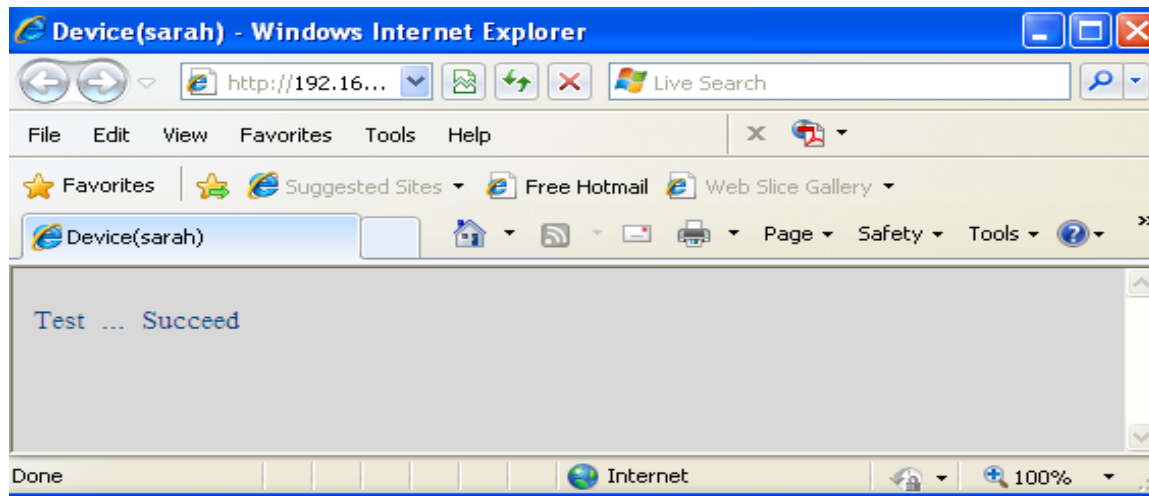 Device(sarah) - Windows Internet Explorer
http://192.16... Live Search
File Edit View Favorites Tools Help
Favorites Suggested Sites Free Hotmail Web Slice Gallery
Device(sarah) Page Safety Tools
Test ... Succeed
Done Internet 100%